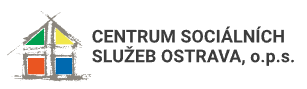 CENTRUM SOCIÁLNÍCH
SLUŽEB OSTRAVA, o.p.s.